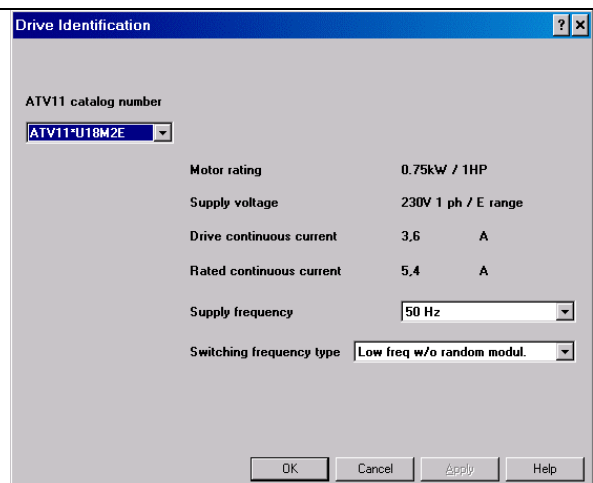 Drive Identification
ATV11 catalog number
ATV11*U18M2E
Motor rating 0.75kW / 1HP
Supply voltage 230V 1 ph / E range
Drive continuous current 3,6 A
Rated continuous current 5,4 A
Supply frequency 50 Hz
Switching frequency type Low freq w/o random modul.
OK Cancel Apply Help